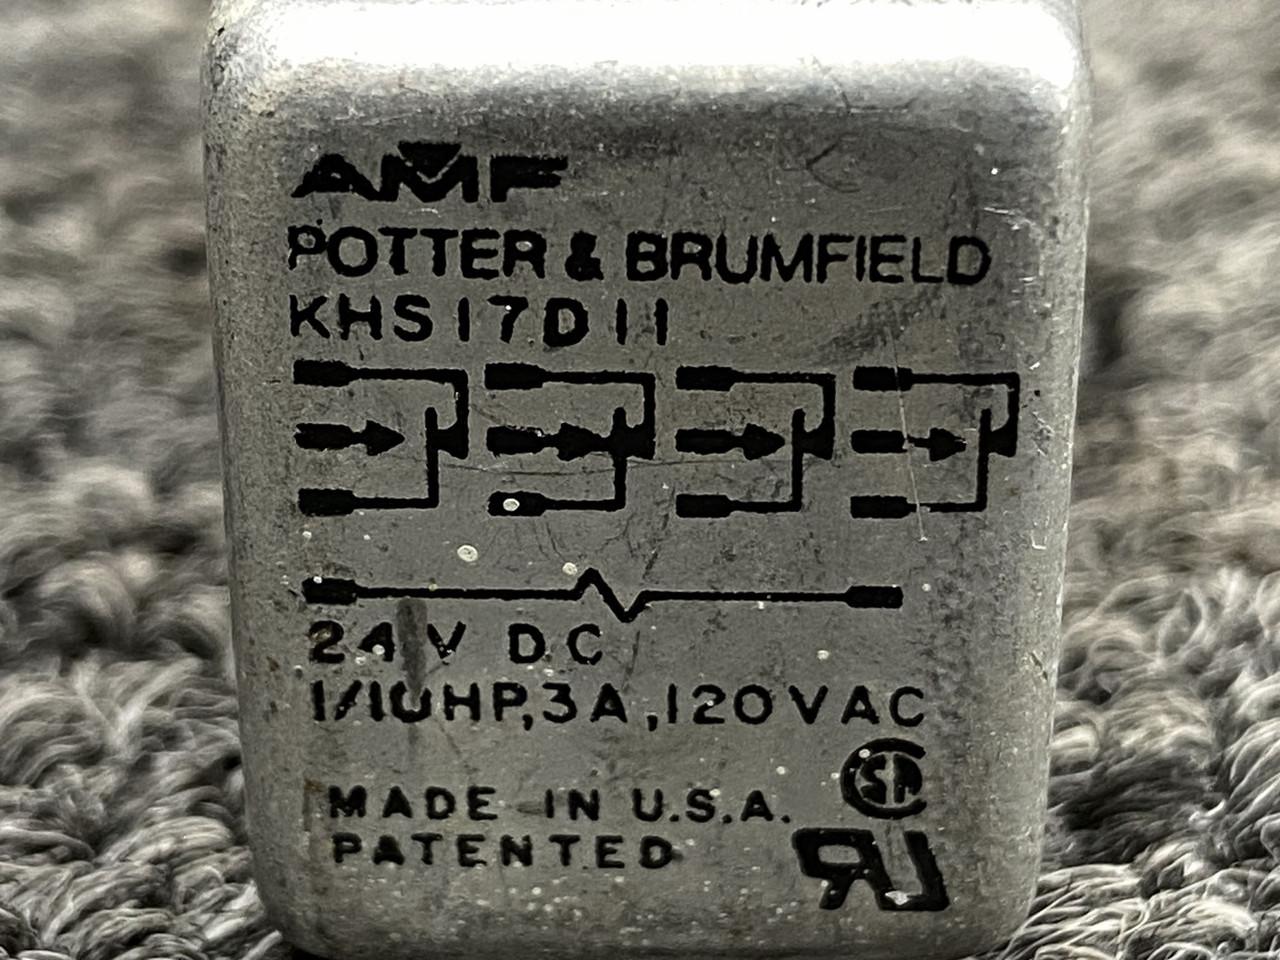 AMF
POTTER & BRUMFIELD
KHS17D11
24V DC
1/10HP,3A,120VAC
MADE IN U.S.A.
PATENTED